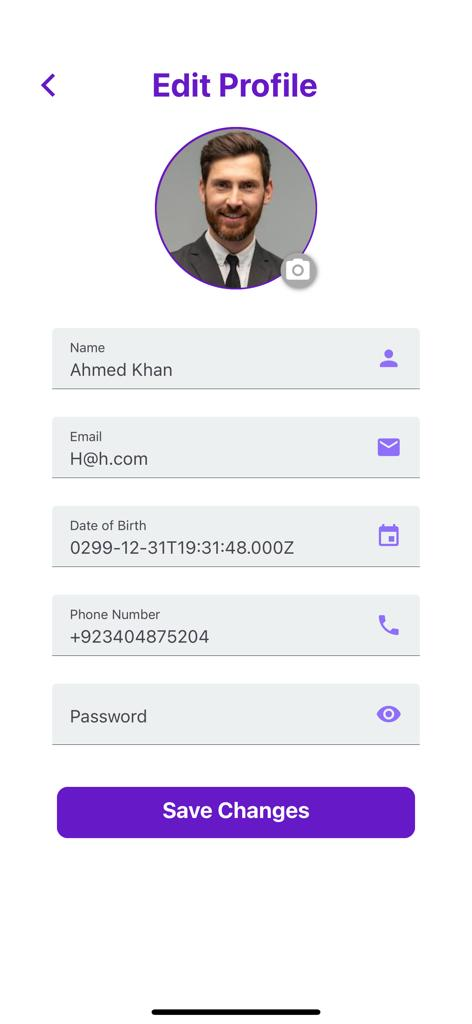 Edit Profile
Name
Ahmed Khan
Email
H@h.com
Date of Birth
0299-12-31T19:31:48.000Z
Phone Number
+923404875204
Password
Save Changes